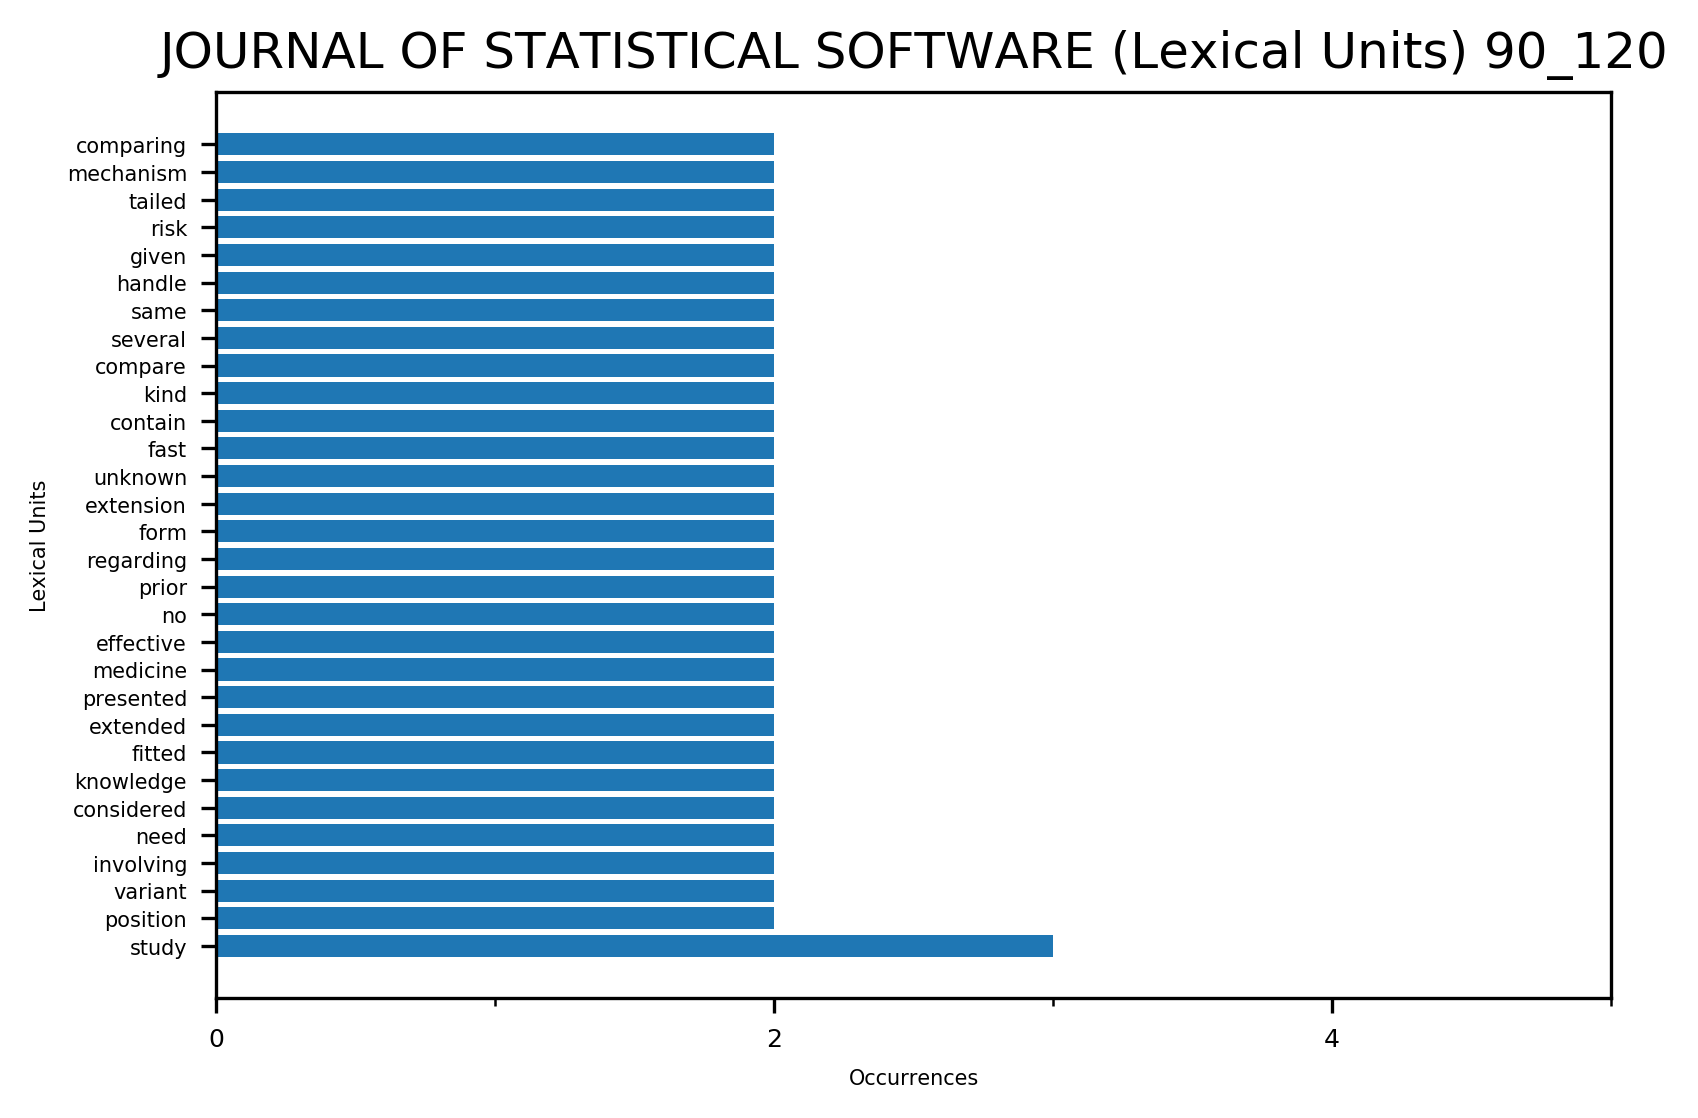 JOURNAL OF STATISTICAL SOFTWARE (Lexical Units) 90_120
comparing
mechanism
tailed
risk
given
handle
same
several
compare
kind
contain
fast
unknown
extension
form
regarding
prior
no
effective
medicine
presented
extended
fitted
knowledge
considered
need
involving
variant
position
study
Lexical Units
0 2 4
Occurrences